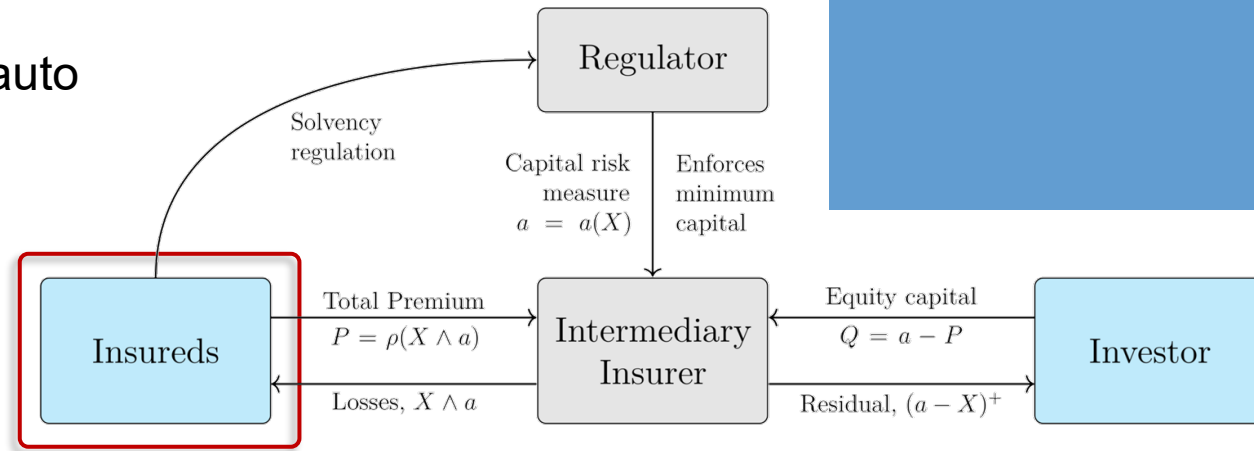 auto
Regulator
Solvency
regulation
Capital risk
measure
a = a(X)
Enforces
minimum
capital
Insureds
Total Premium
P = ρ(X ∧ a)
Losses, X ∧ a
Intermediary
Insurer
Equity capital
Q = a − P
Residual, (a − X)⁺
Investor